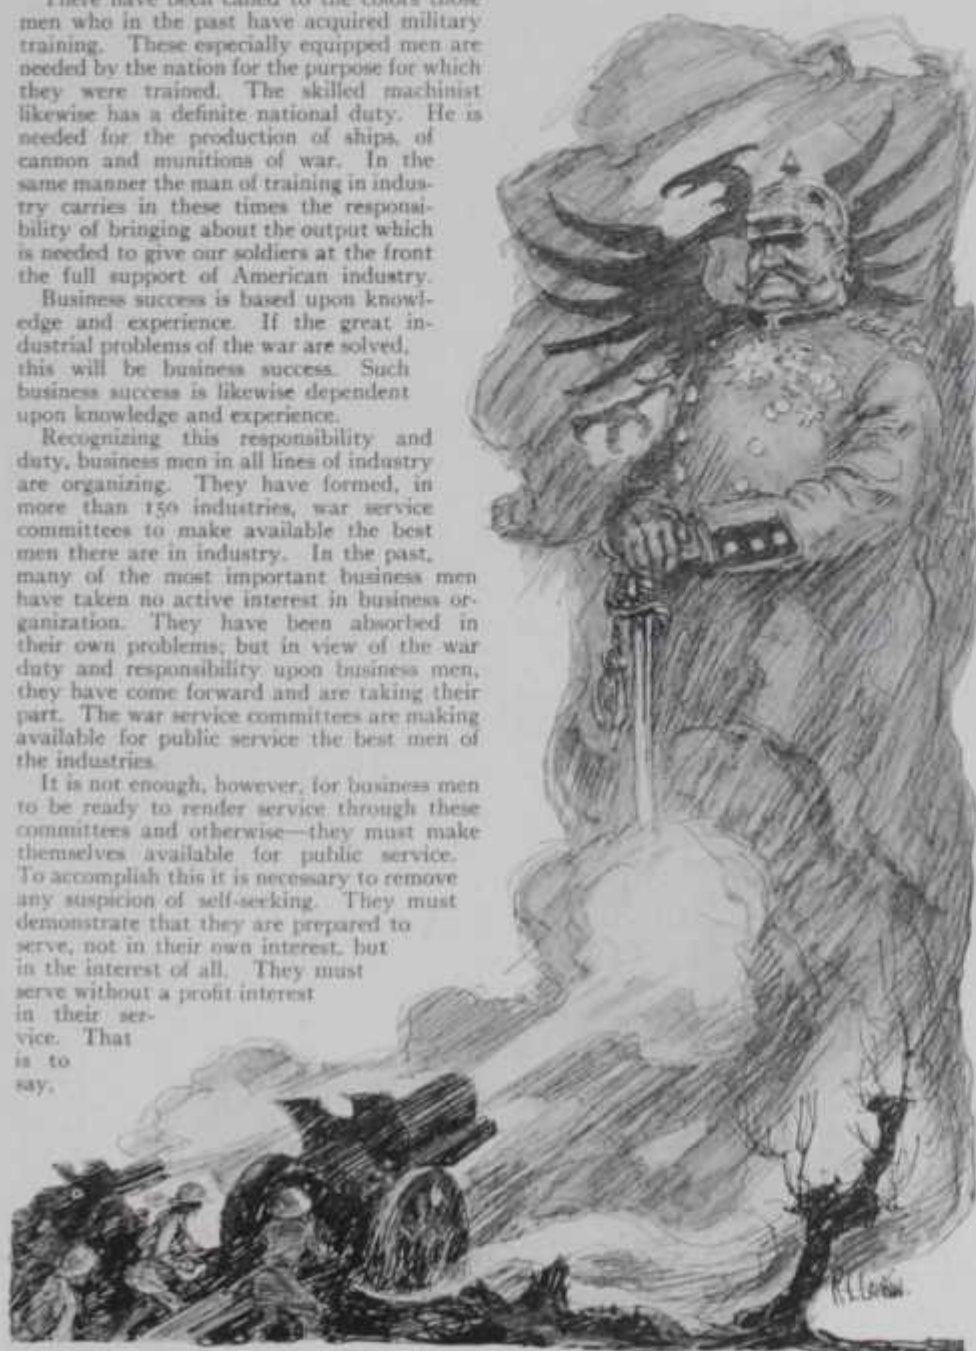 There have been called to the colors those
men who in the past have acquired military
training. These especially equipped men are
needed by the nation for the purpose for which
they were trained. The skilled machinist
likewise has a definite national duty. He is
needed for the production of ships, of
cannon and munitions of war. In the
same manner the man of training in indus-
try carries in these times the responsi-
bility of bringing about the output which
is needed to give our soldiers at the front
the full support of American industry.
Business success is based upon knowl-
edge and experience. If the great in-
dustrial problems of the war are solved,
this will be business success. Such
business success is likewise dependent
upon knowledge and experience.
Recognizing this responsibility and
duty, business men in all lines of industry
are organizing. They have formed, in
more than 150 industries, war service
committees to make available the best
men there are in industry. In the past,
many of the most important business men
have taken no active interest in business or-
ganization. They have been absorbed in
their own problems; but in view of the war
duty and responsibility upon business men,
they have come forward and are taking their
part. The war service committees are making
available for public service the best men of
the industries.
It is not enough, however, for business men
to be ready to render service through these
committees and otherwise—they must make
themselves available for public service.
To accomplish this it is necessary to remove
any suspicion of self-seeking. They must
demonstrate that they are prepared to
serve, not in their own interest, but
in the interest of all. They must
serve without a profit interest
in their ser-
vice. That
is to
say,